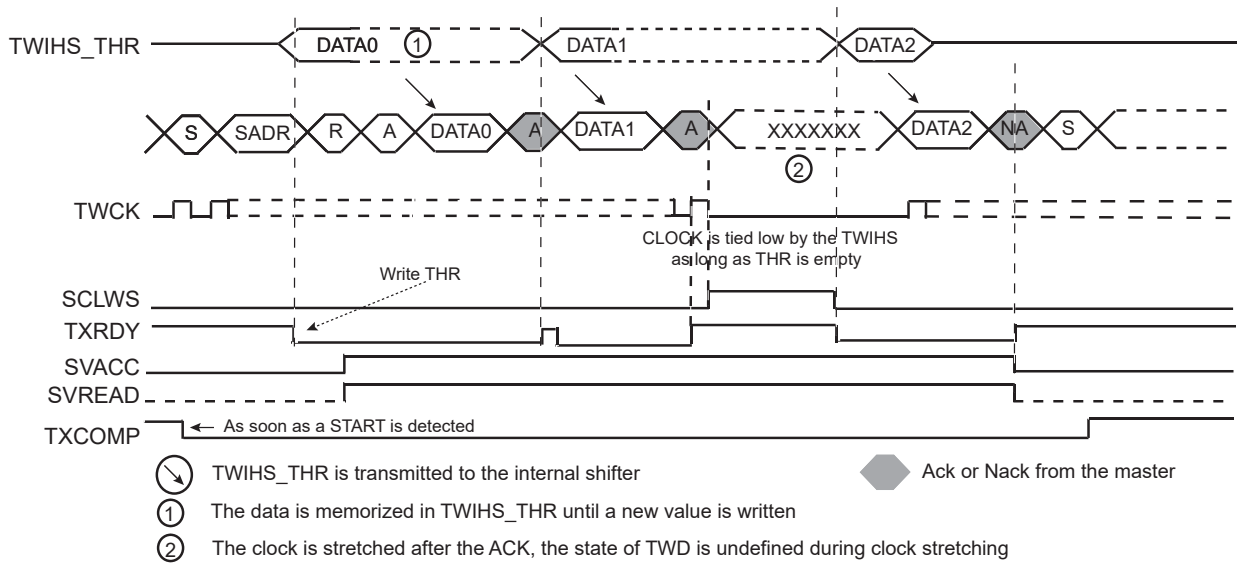 TWIHS_THR DATA0 1 DATA1 DATA2
S SADR R A DATA0 A DATA1 A XXXXXXX DATA2 NA S
2
TWCK
CLOCK is tied low by the TWIHS
as long as THR is empty
Write THR
SCLWS
TXRDY
SVACC
SVREAD
TXCOMP As soon as a START is detected
TWIHS_THR is transmitted to the internal shifter
Ack or Nack from the master
1 The data is memorized in TWIHS_THR until a new value is written
2 The clock is stretched after the ACK, the state of TWD is undefined during clock stretching